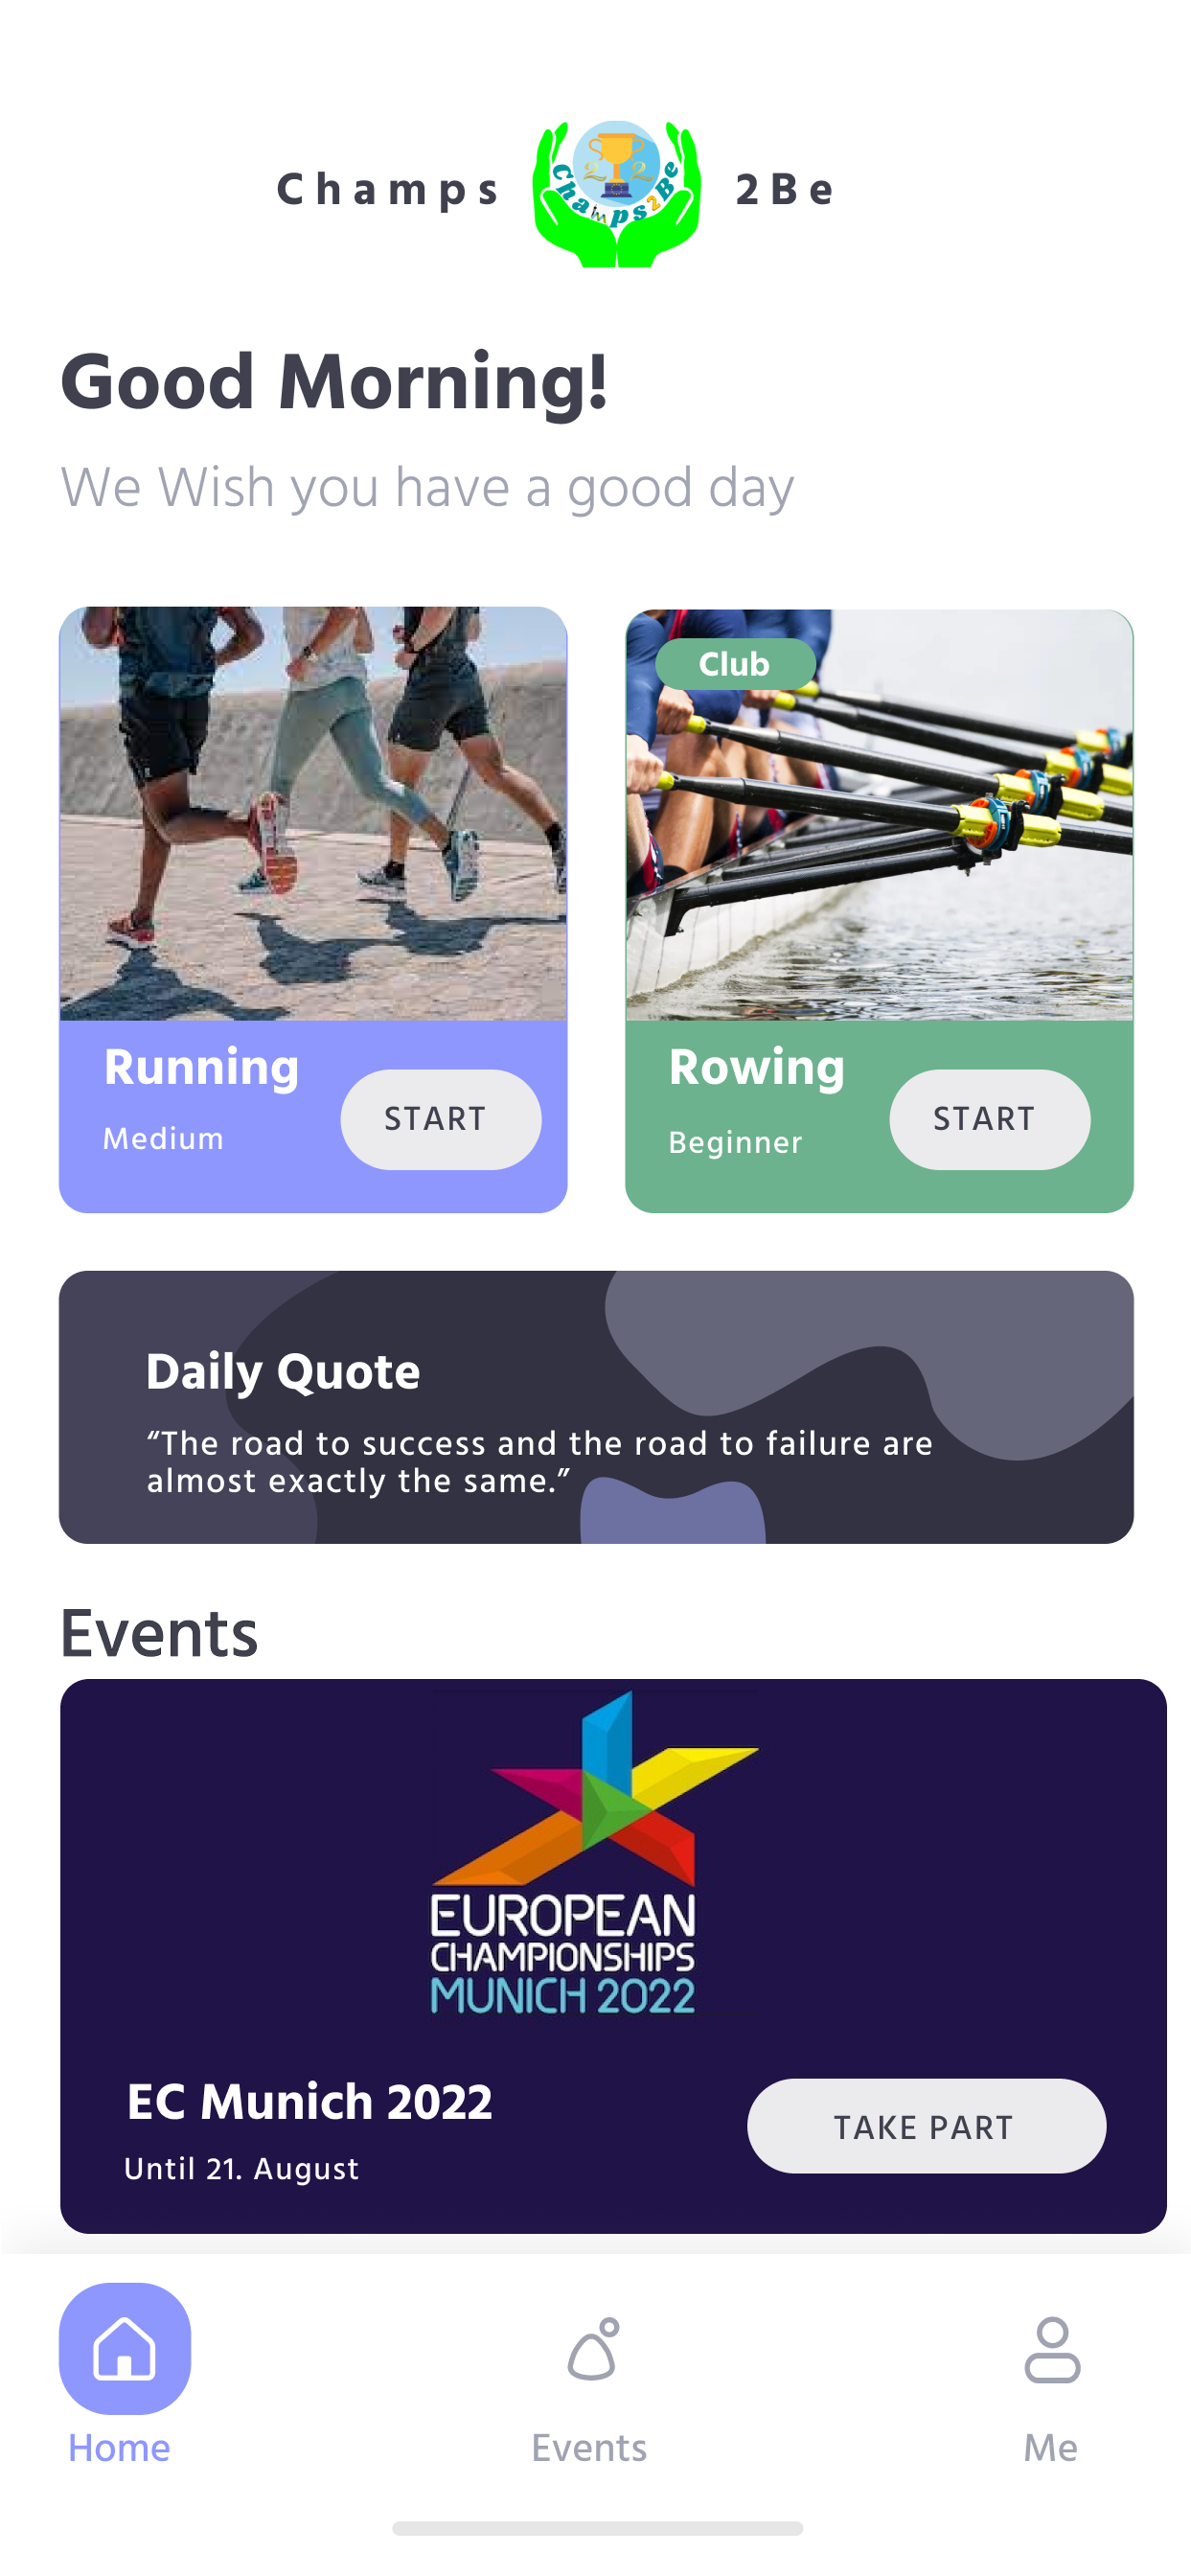 Champs 2Be
Champs2Be
2 2
Good Morning!
We Wish you have a good day
Club
Running
Medium
START
Rowing
Beginner
START
Daily Quote
“The road to success and the road to failure are
almost exactly the same.”
Events
EUROPEAN
CHAMPIONSHIPS
MUNICH 2022
EC Munich 2022
Until 21. August
TAKE PART
Home
Events
Me